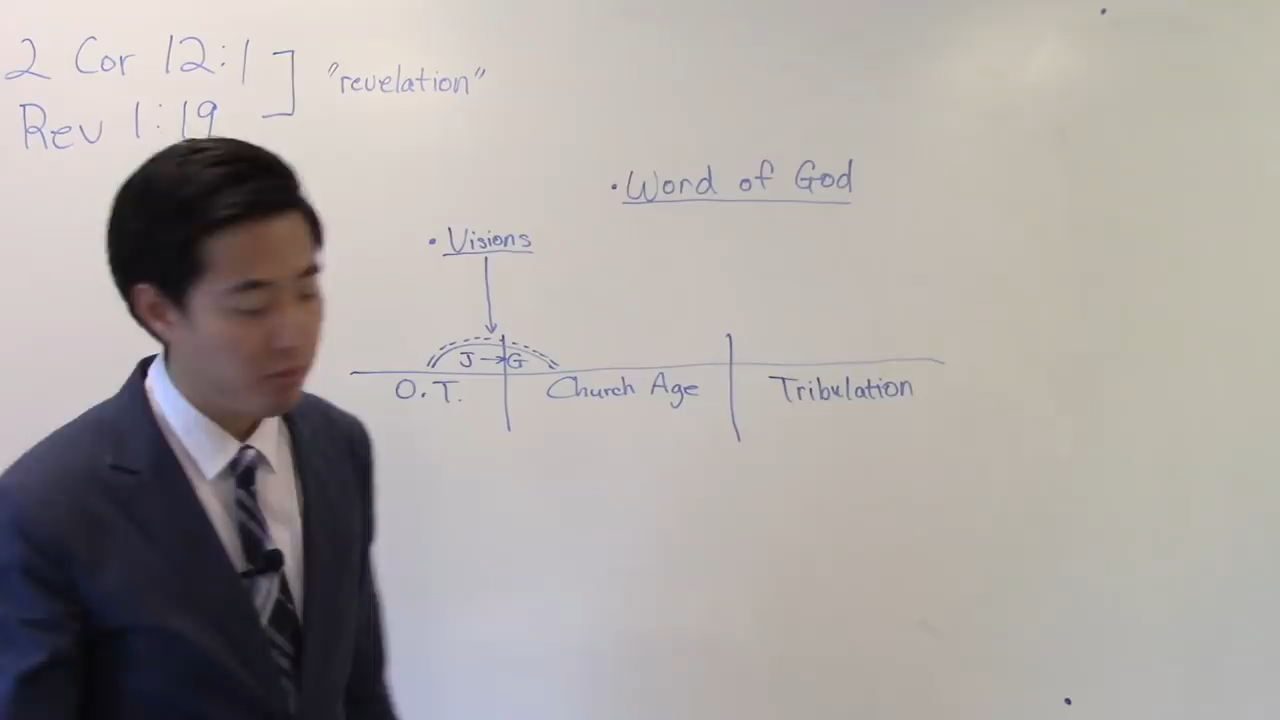 2 Cor 12:1
Rev 1:19
"revelation"
• Word of God
• Visions
J → G
O.T.
Church Age
Tribulation